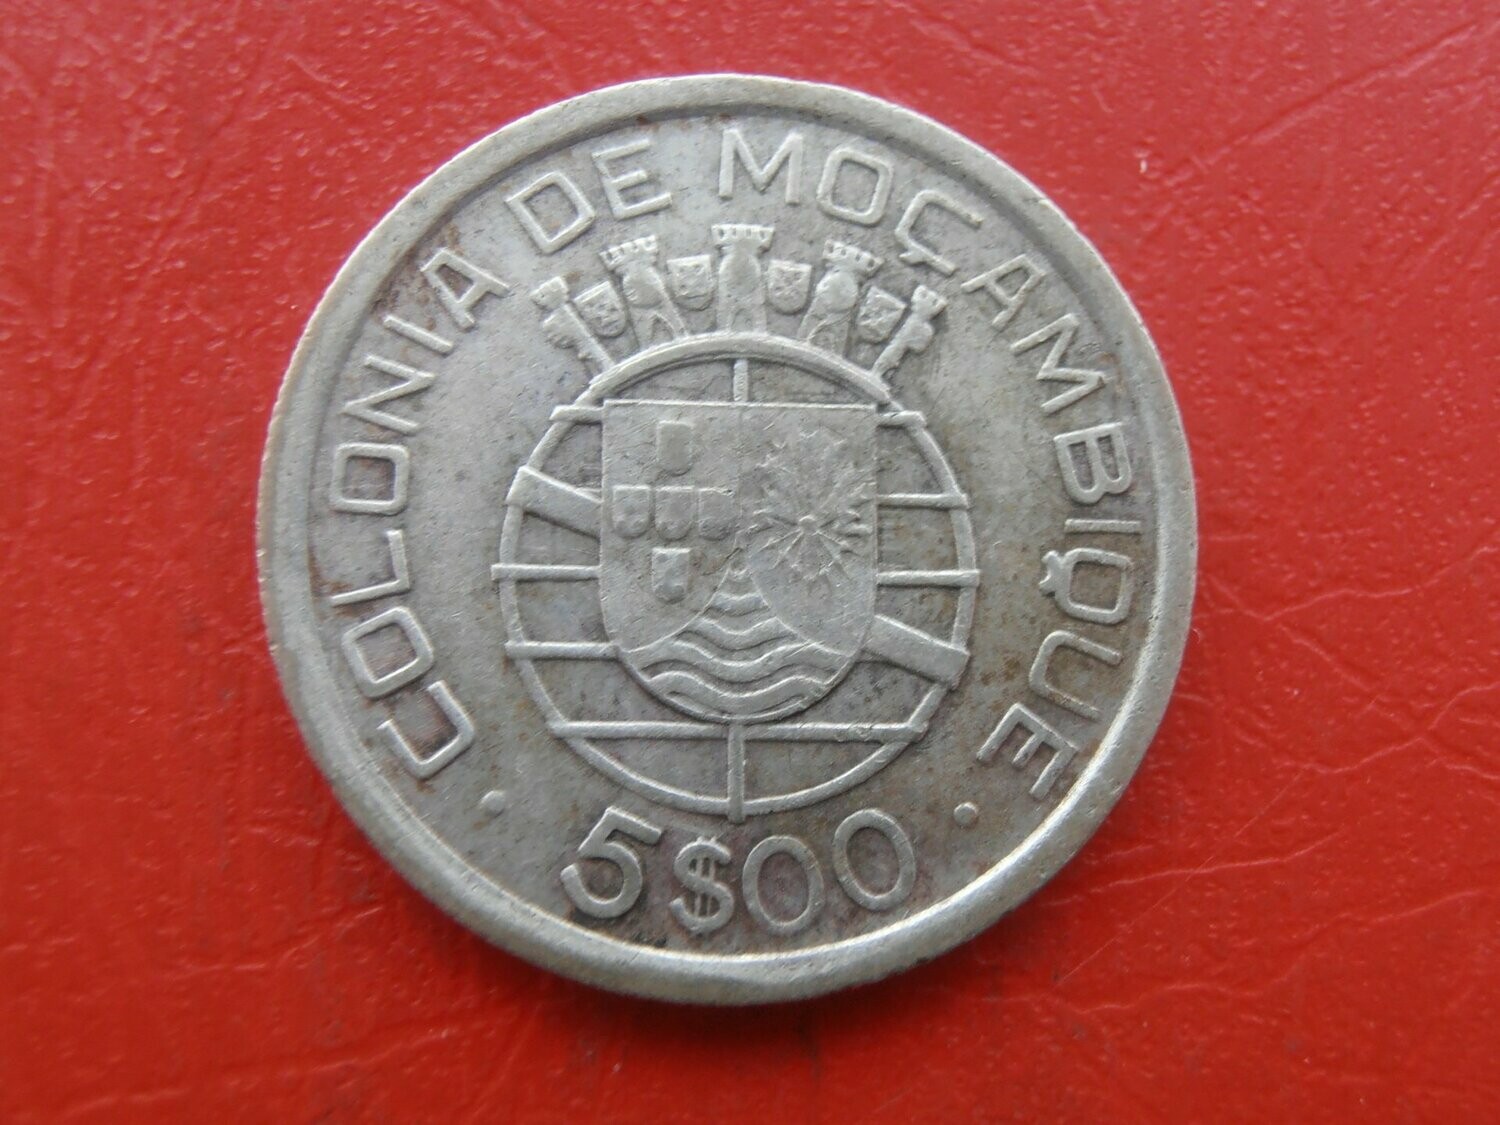 COLONIA DE MOÇAMBIQUE
· 5$00 ·